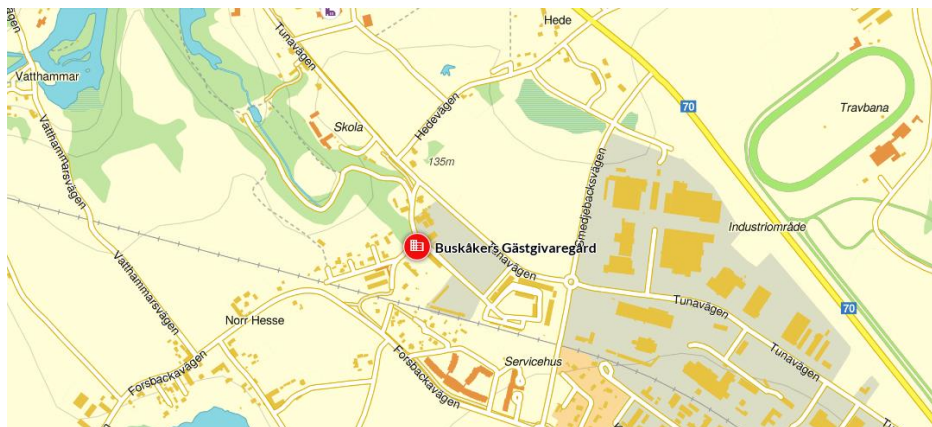 Hede
Tunavägen
Vatthammar
70
Travbana
Hedevägen
Skola
Vatthammarsvägen
135m
Smedjebacksvägen
Industriområde
Buskåkers Gästgivaregård
Tunavägen
Vatthammarsvägen
Tunavägen
70
Norr Hesse
Tunavägen
Forsbackavägen
Servicehus
Forsbackavägen
Tunavägen